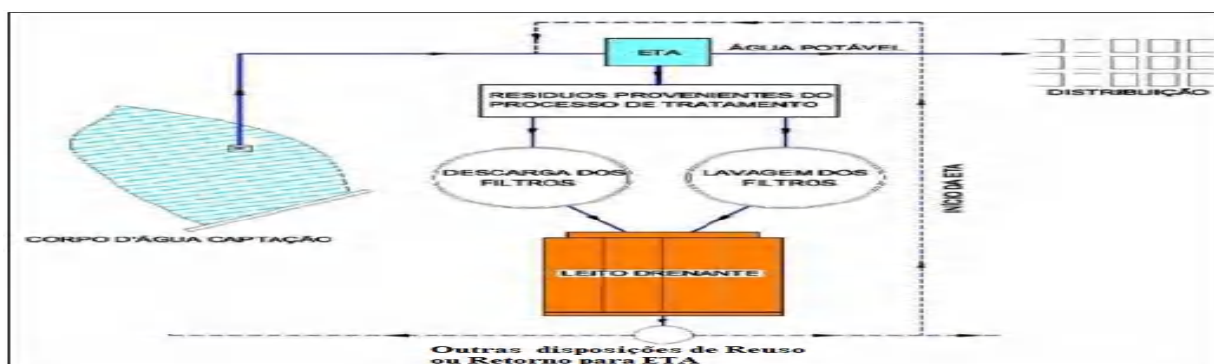 ETA
ÁGUA POTÁVEL
RESIDUOS PROVENIENTES DO
PROCESSO DE TRATAMENTO
DISTRIBUIÇÃO
DESCARGA DOS
FILTROS
LAVAGEM DOS
FILTROS
INÍCIO DA ETA
CORPO D'ÁGUA CAPTAÇÃO
LEITO DRENANTE
Outras disposições de Reuso
ou Retorno para ETA